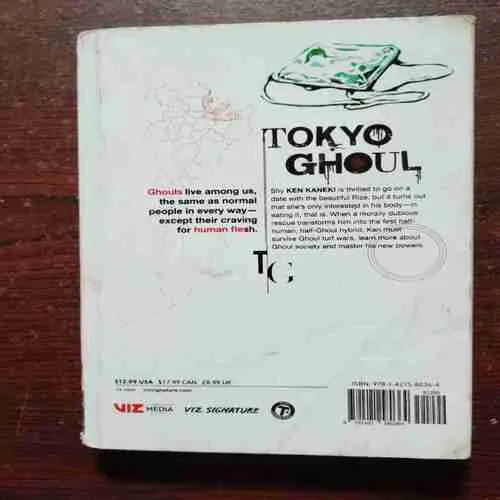 TOKYO
GHOUL
Ghouls live among us,
the same as normal
people in every way—
except their craving
for human flesh.
Shy KEN KANEKI is thrilled to go on a
date with the beautiful Rize, but it turns out
that she's only interested in his body—in
eating it, that is. When a morally dubious
rescue transforms him into the first half-
human, half-Ghoul hybrid, Ken must
survive Ghoul turf wars, learn more about
Ghoul society and master his new powers.
TG
$12.99 USA $17.99 CAN £8.99 UK
vizsignature.com
VIZ MEDIA VIZ SIGNATURE T+
ISBN: 978-1-4215-8036-4